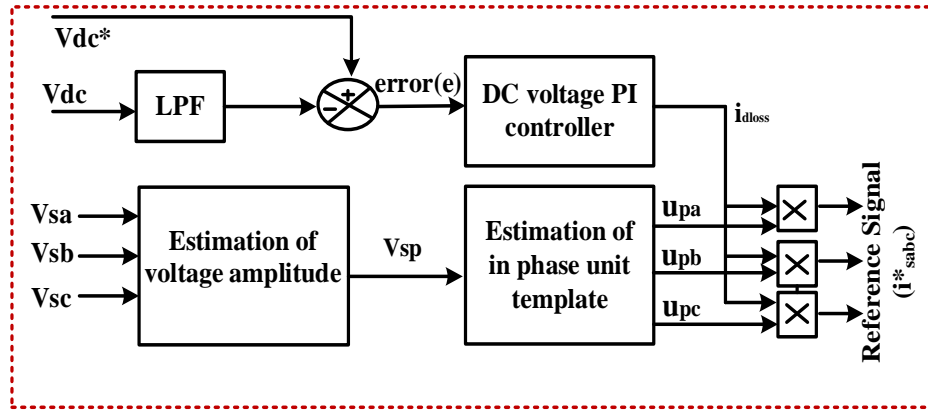 Vdc*
Vdc
LPF
+
−
error(e)
DC voltage PI
controller
idloss
Vsa
Vsb
Vsc
Estimation of
voltage amplitude
Vsp
Estimation of
in phase unit
template
upa
upb
upc
×
×
×
Reference Signal
(i*sabc)